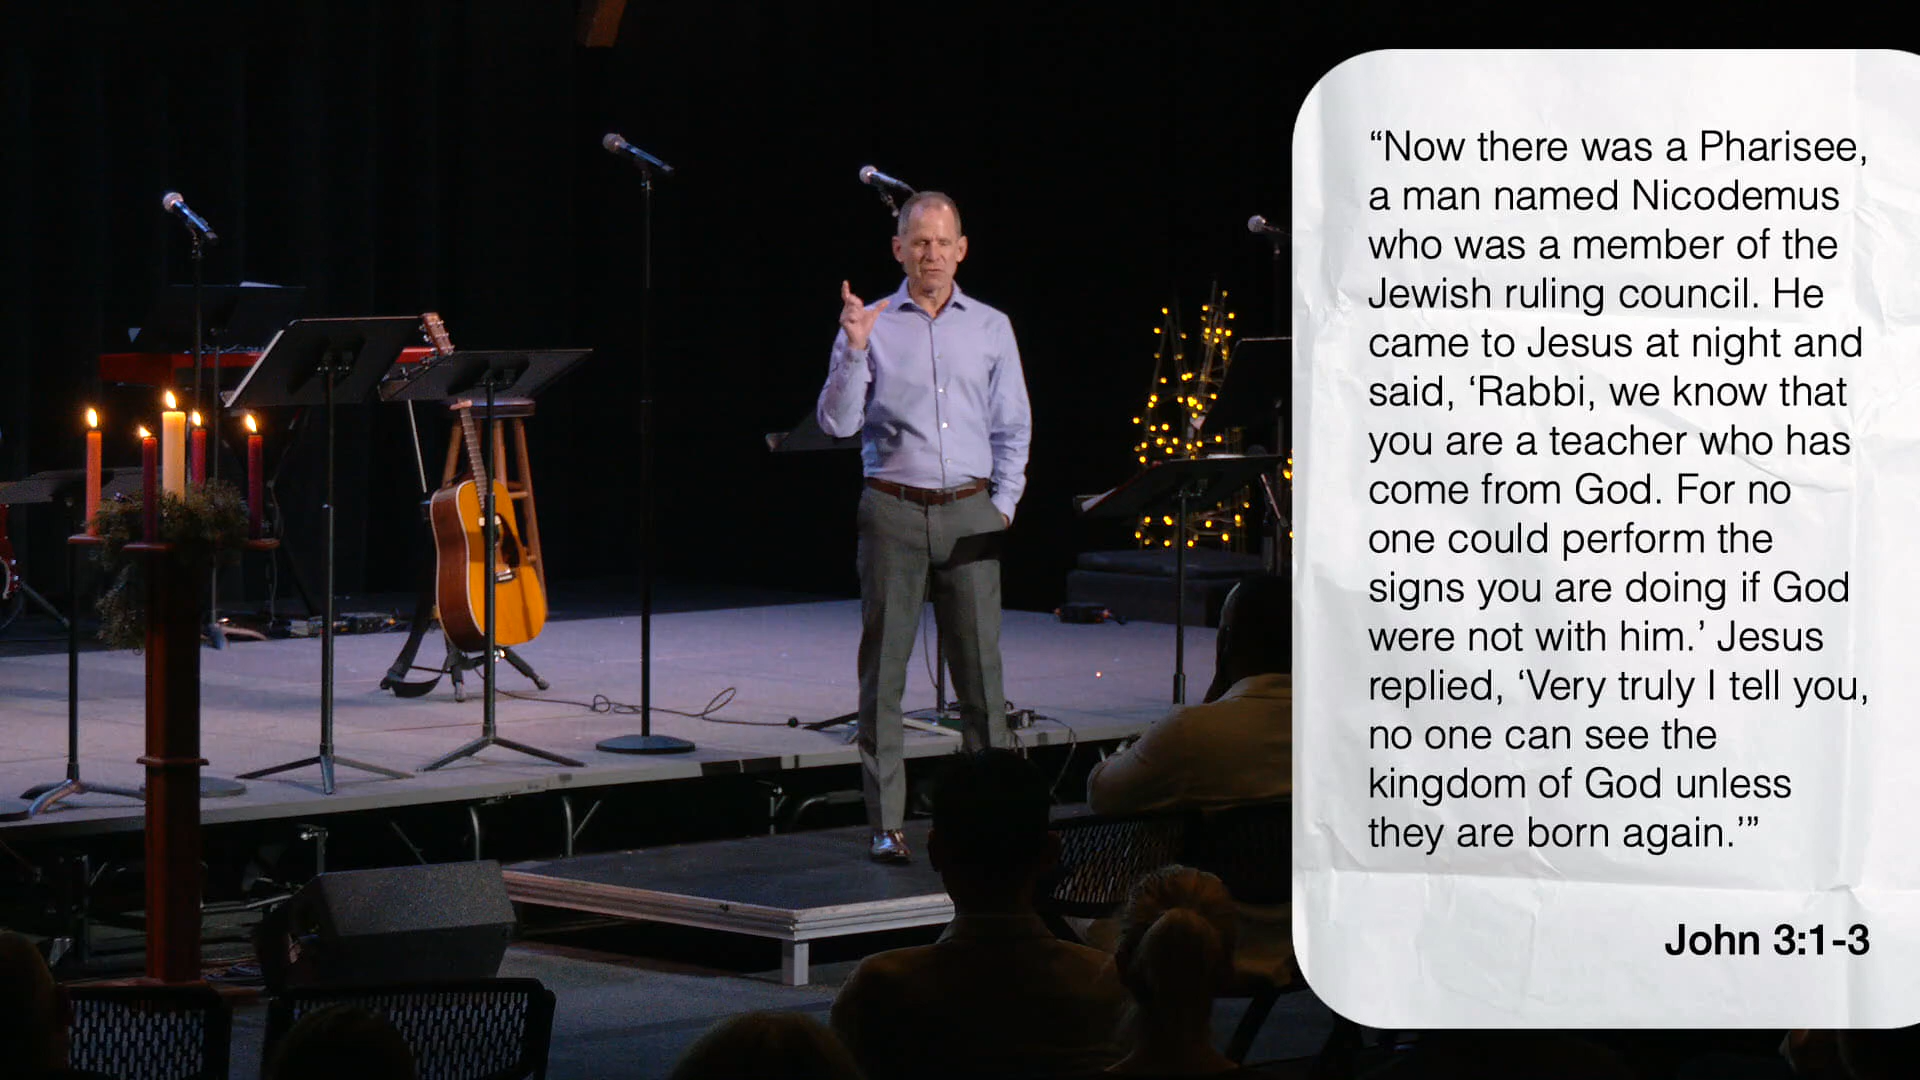 “Now there was a Pharisee,
a man named Nicodemus
who was a member of the
Jewish ruling council. He
came to Jesus at night and
said, ‘Rabbi, we know that
you are a teacher who has
come from God. For no
one could perform the
signs you are doing if God
were not with him.’ Jesus
replied, ‘Very truly I tell you,
no one can see the
kingdom of God unless
they are born again.’”
John 3:1-3